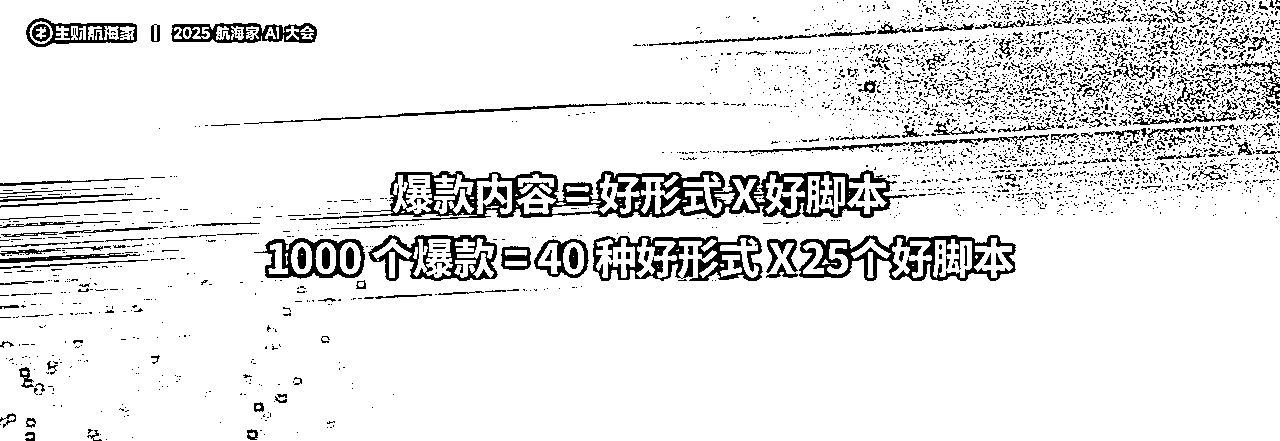 生财航海家 | 2025 航海家 AI 大会
爆款内容 = 好形式 X 好脚本
1000 个爆款 = 40 种好形式 X 25个好脚本